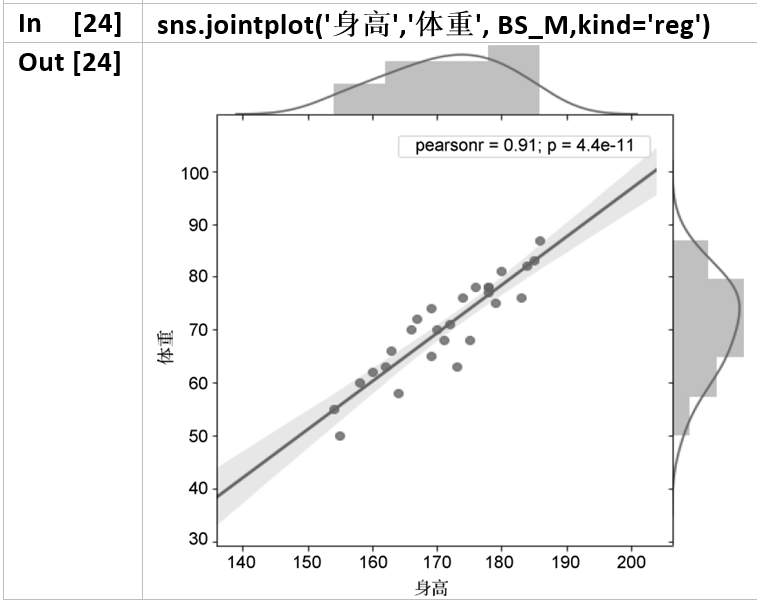 In [24] sns.jointplot('身高','体重', BS_M,kind='reg')
Out [24]
pearsonr = 0.91; p = 4.4e-11
100
90
80
70
60
50
40
30
体重
140 150 160 170 180 190 200
身高